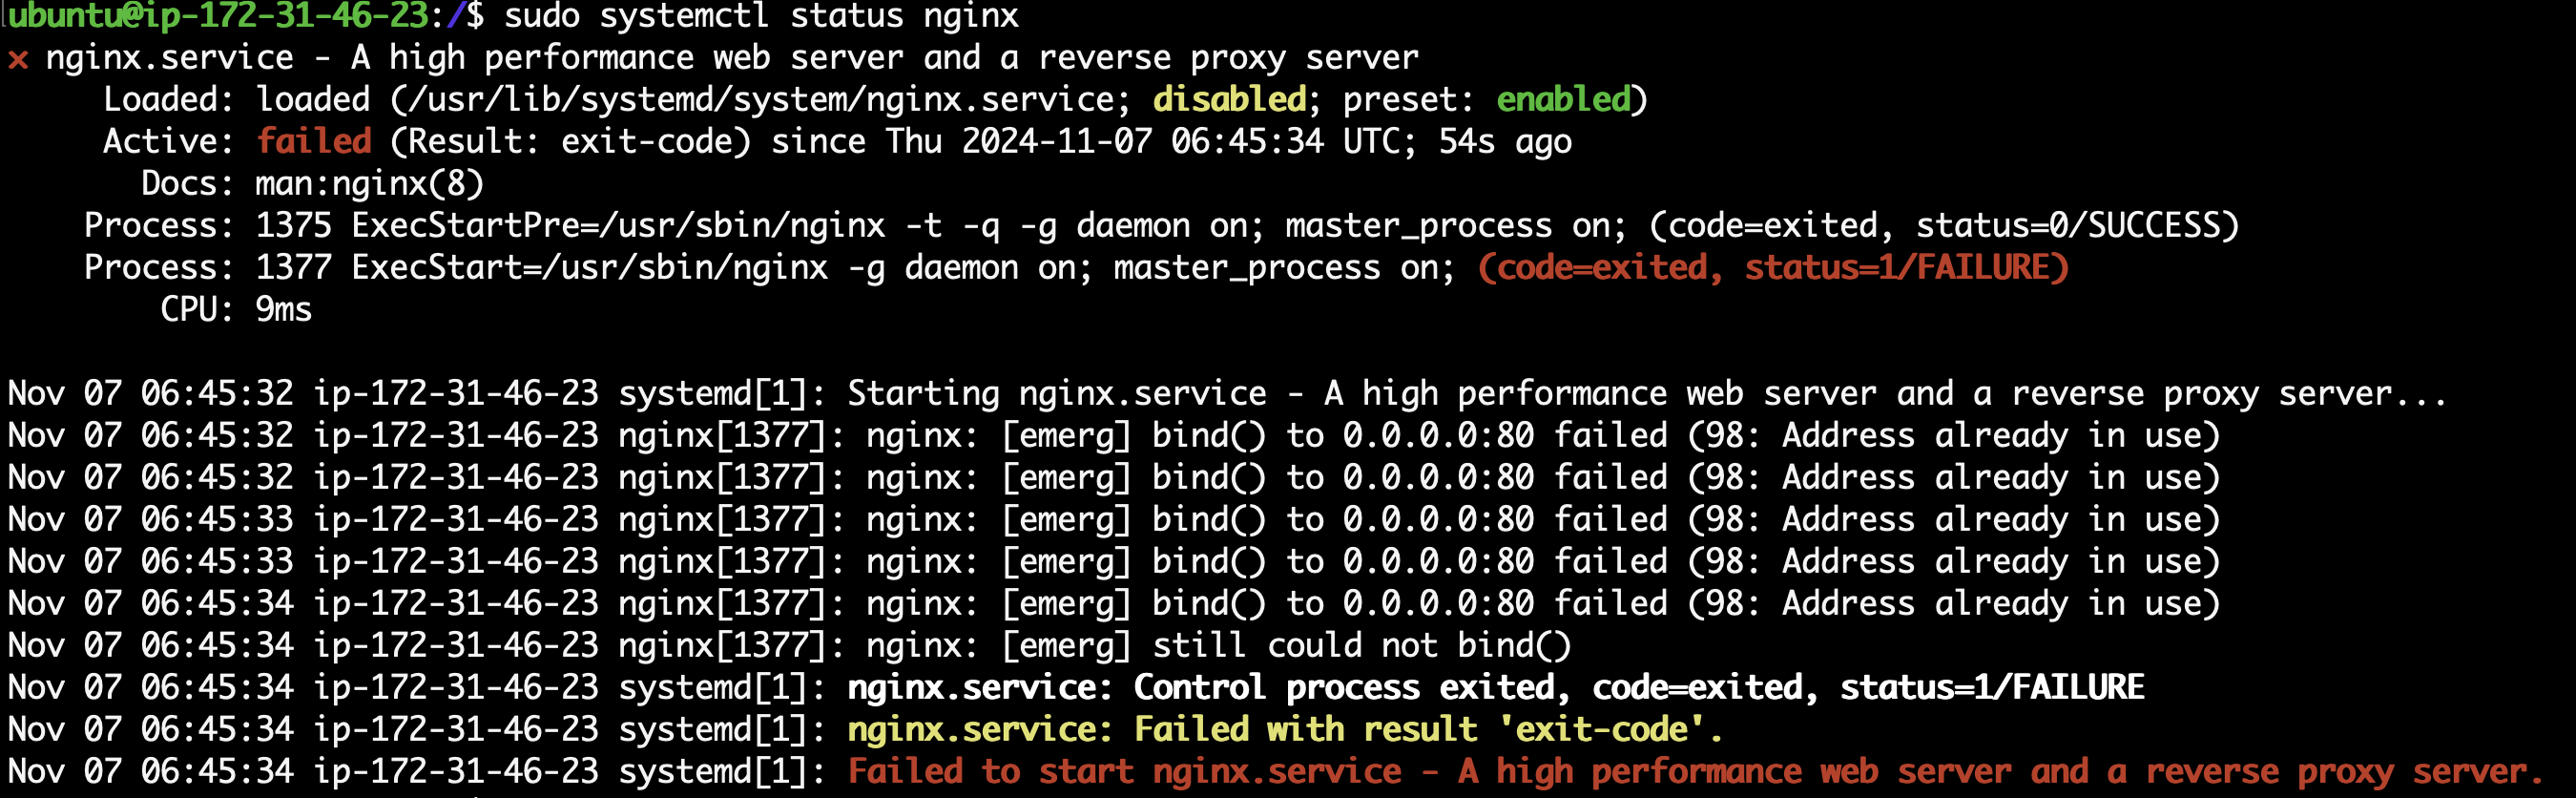 ubuntu@ip-172-31-46-23:/$ sudo systemctl status nginx
× nginx.service - A high performance web server and a reverse proxy server
     Loaded: loaded (/usr/lib/systemd/system/nginx.service; disabled; preset: enabled)
     Active: failed (Result: exit-code) since Thu 2024-11-07 06:45:34 UTC; 54s ago
       Docs: man:nginx(8)
    Process: 1375 ExecStartPre=/usr/sbin/nginx -t -q -g daemon on; master_process on; (code=exited, status=0/SUCCESS)
    Process: 1377 ExecStart=/usr/sbin/nginx -g daemon on; master_process on; (code=exited, status=1/FAILURE)
        CPU: 9ms

Nov 07 06:45:32 ip-172-31-46-23 systemd[1]: Starting nginx.service - A high performance web server and a reverse proxy server...
Nov 07 06:45:32 ip-172-31-46-23 nginx[1377]: nginx: [emerg] bind() to 0.0.0.0:80 failed (98: Address already in use)
Nov 07 06:45:32 ip-172-31-46-23 nginx[1377]: nginx: [emerg] bind() to 0.0.0.0:80 failed (98: Address already in use)
Nov 07 06:45:33 ip-172-31-46-23 nginx[1377]: nginx: [emerg] bind() to 0.0.0.0:80 failed (98: Address already in use)
Nov 07 06:45:33 ip-172-31-46-23 nginx[1377]: nginx: [emerg] bind() to 0.0.0.0:80 failed (98: Address already in use)
Nov 07 06:45:34 ip-172-31-46-23 nginx[1377]: nginx: [emerg] bind() to 0.0.0.0:80 failed (98: Address already in use)
Nov 07 06:45:34 ip-172-31-46-23 nginx[1377]: nginx: [emerg] still could not bind()
Nov 07 06:45:34 ip-172-31-46-23 systemd[1]: nginx.service: Control process exited, code=exited, status=1/FAILURE
Nov 07 06:45:34 ip-172-31-46-23 systemd[1]: nginx.service: Failed with result 'exit-code'.
Nov 07 06:45:34 ip-172-31-46-23 systemd[1]: Failed to start nginx.service - A high performance web server and a reverse proxy server.